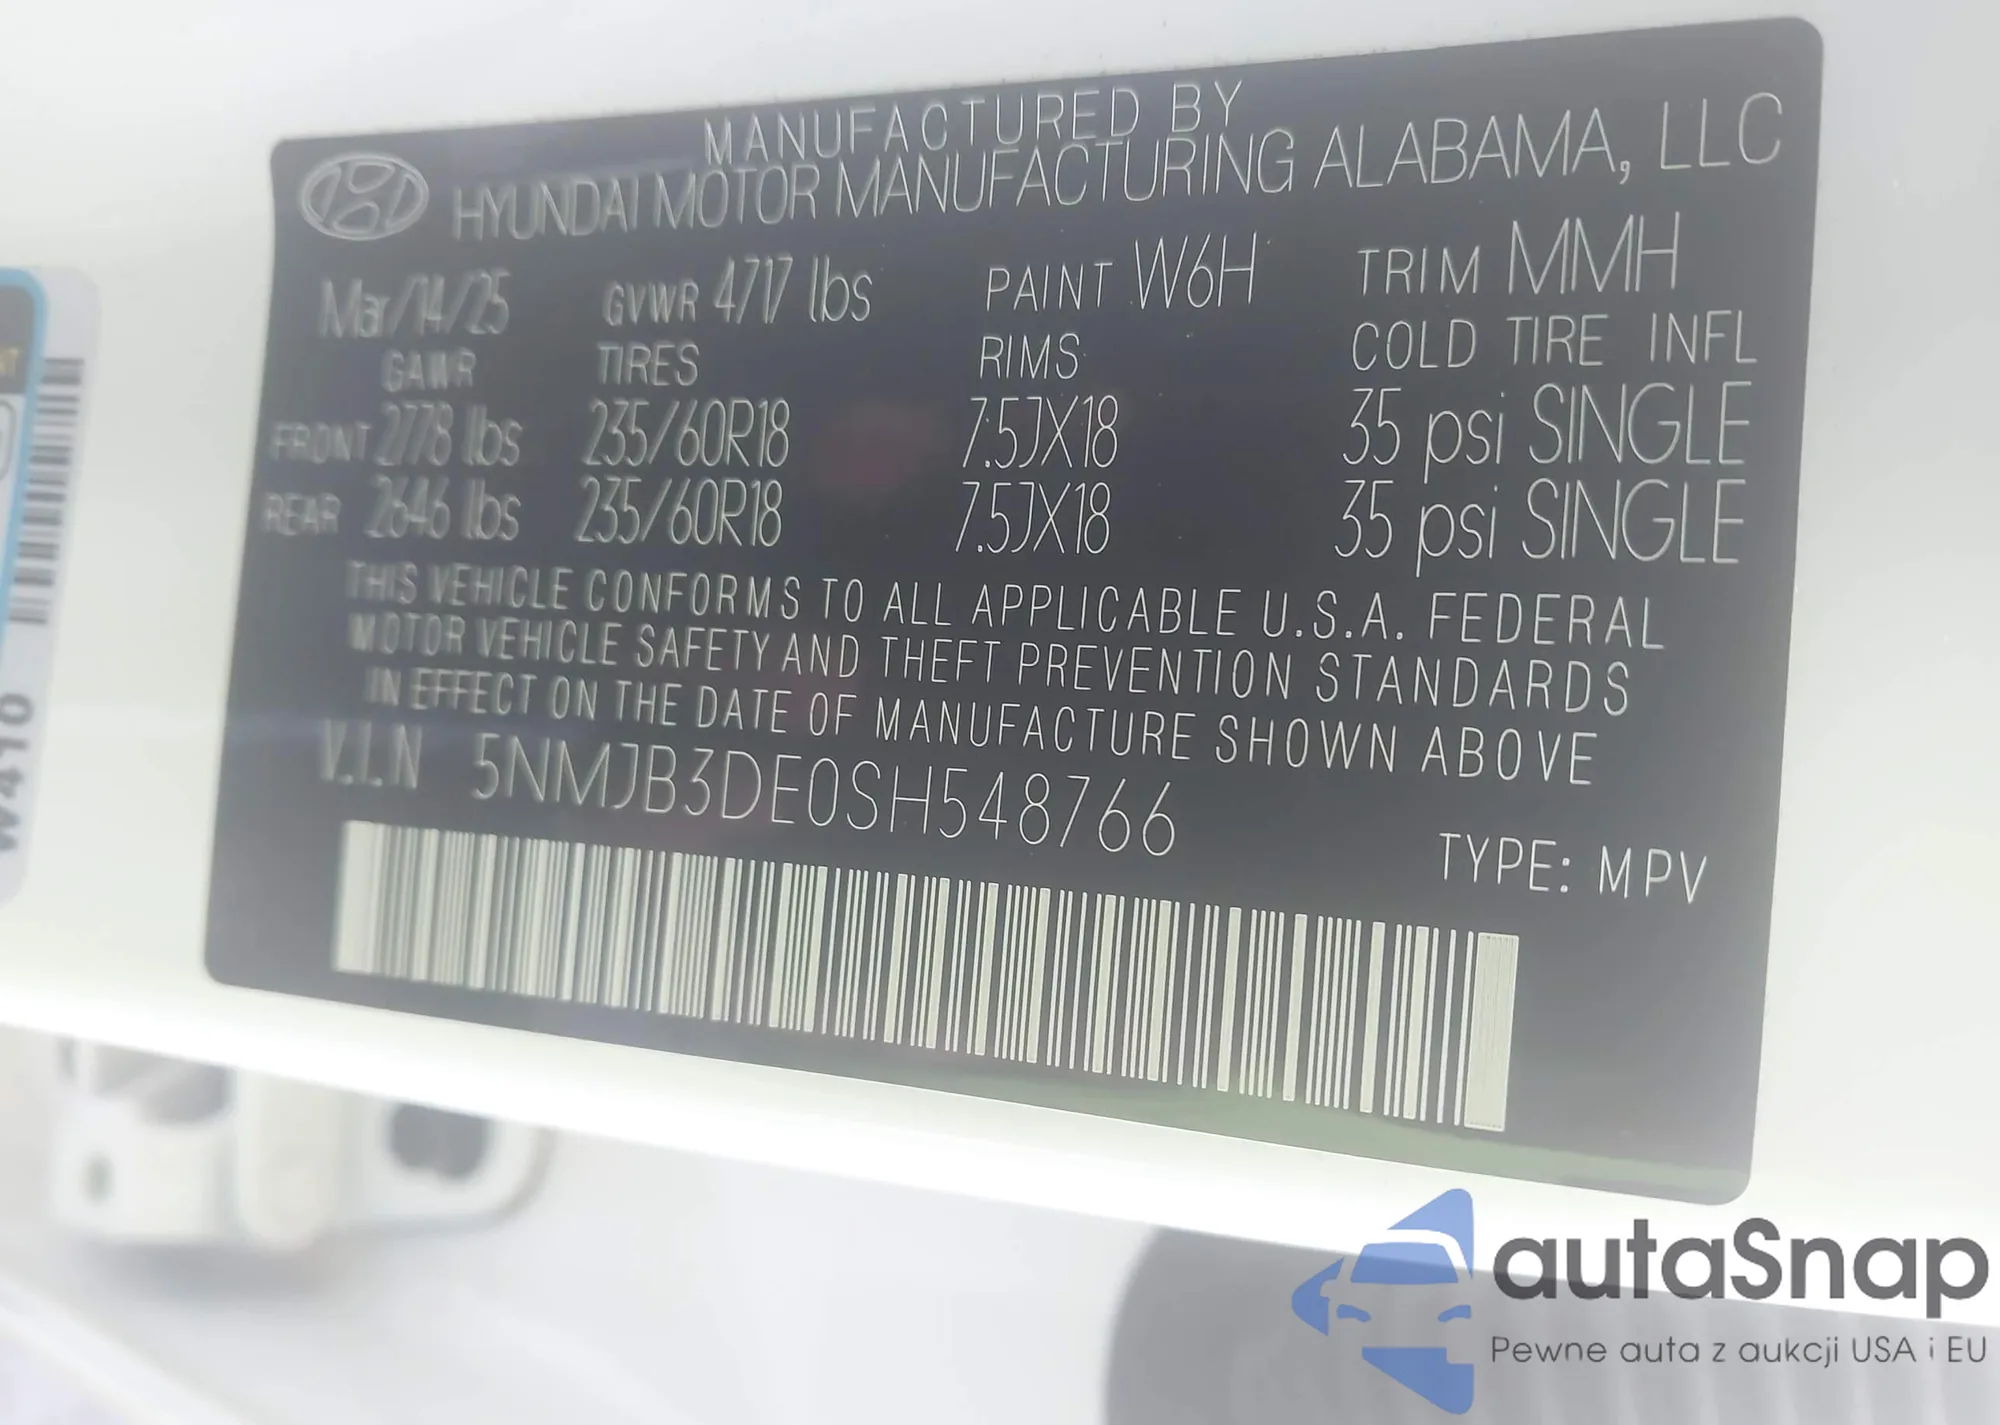 MANUFACTURED BY
HYUNDAI MOTOR MANUFACTURING ALABAMA, LLC
Mar/14/25 GVWR 4717 lbs PAINT W6H TRIM MMH
GAWR TIRES RIMS COLD TIRE INFL
FRONT 2778 lbs 235/60R18 7.5JX18 35 psi SINGLE
REAR 2646 lbs 235/60R18 7.5JX18 35 psi SINGLE
THIS VEHICLE CONFORMS TO ALL APPLICABLE U.S.A. FEDERAL
MOTOR VEHICLE SAFETY AND THEFT PREVENTION STANDARDS
IN EFFECT ON THE DATE OF MANUFACTURE SHOWN ABOVE
V.I.N 5NMJB3DE0SH548766
TYPE: MPV
W410
autaSnap
Pewne auta z aukcji USA i EU